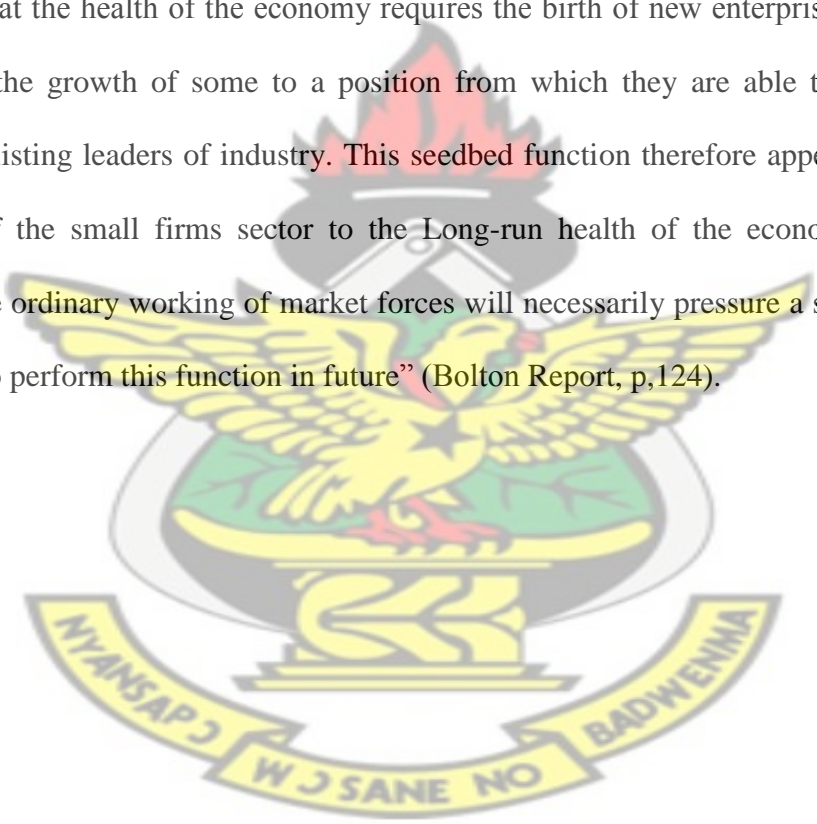 at the health of the economy requires the birth of new enterpris
the growth of some to a position from which they are able t
isting leaders of industry. This seedbed function therefore appe
f the small firms sector to the Long-run health of the econo
e ordinary working of market forces will necessarily pressure a s
o perform this function in future” (Bolton Report, p,124).
NYANSAPƆ
WƆSANE NO
BADWENMA